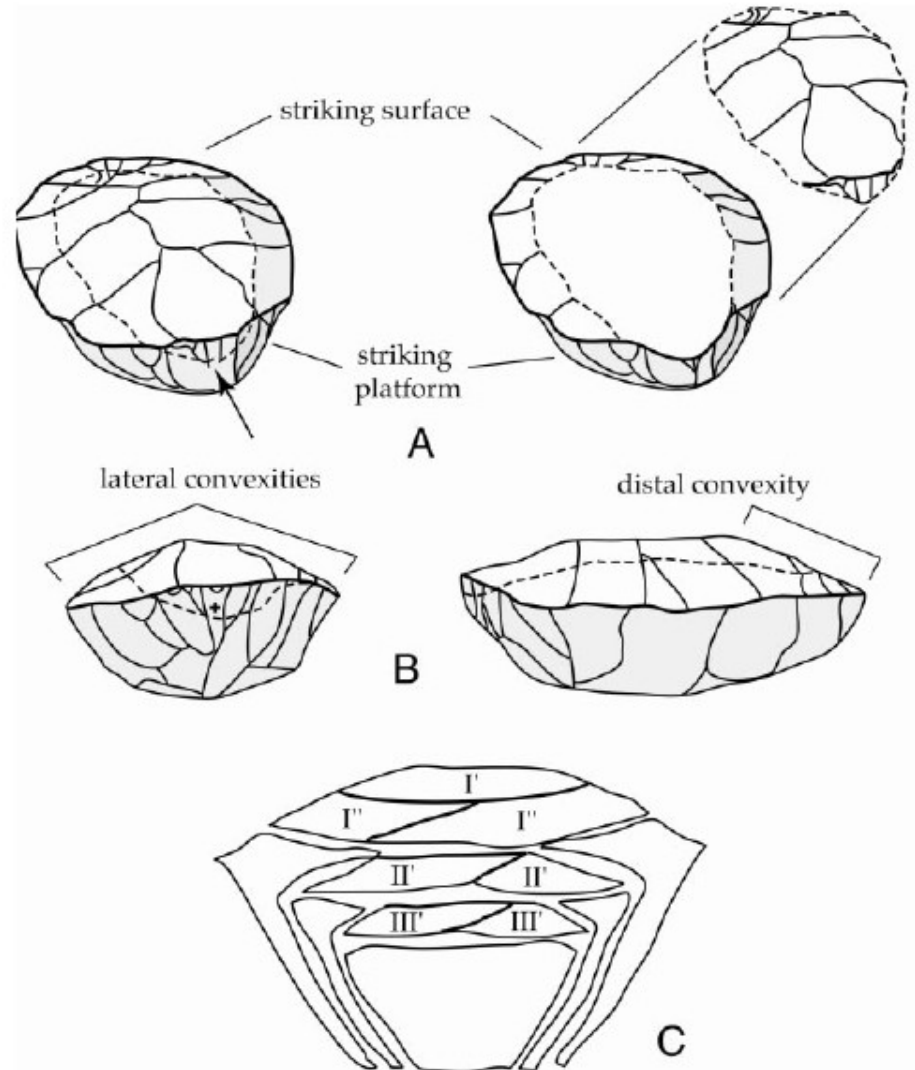 striking surface
striking
platform
A
lateral convexities
distal convexity
B
I'
I" I"
II' II'
III' III'
C